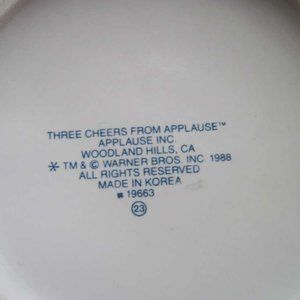 THREE CHEERS FROM APPLAUSE™
APPLAUSE INC.
WOODLAND HILLS, CA
* TM & © WARNER BROS. INC. 1988
ALL RIGHTS RESERVED
MADE IN KOREA
# 19663
23